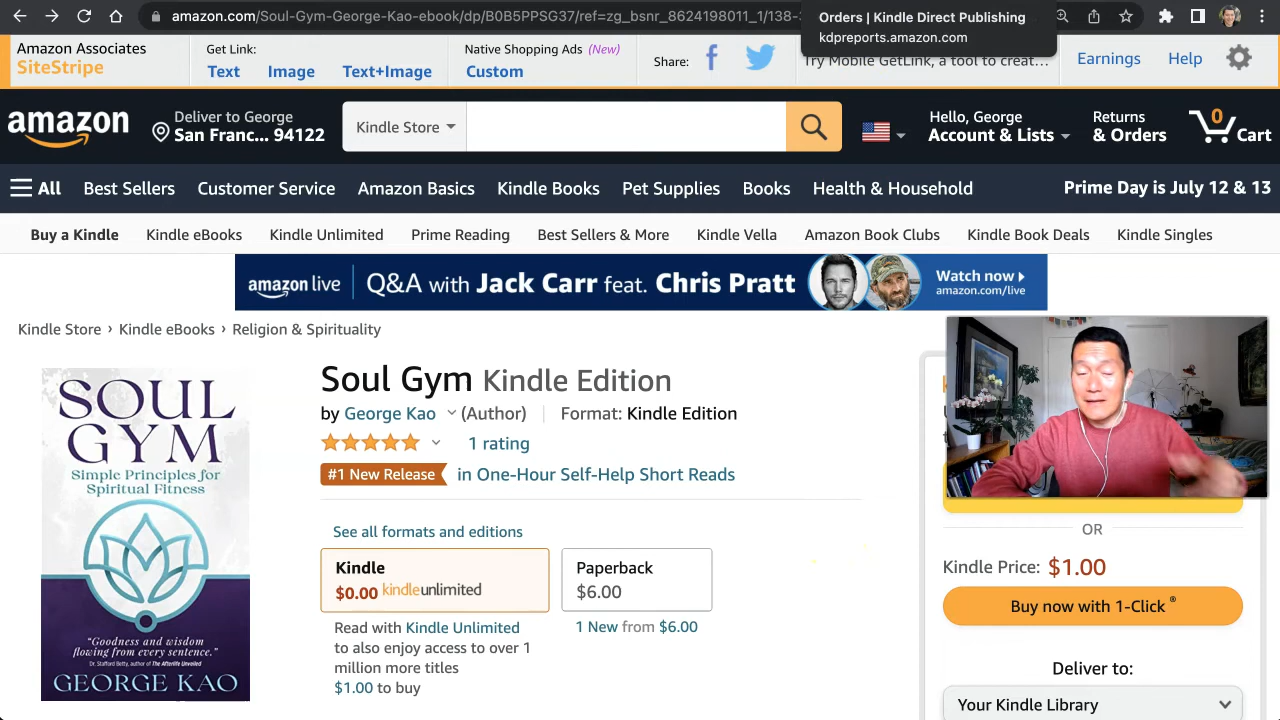 amazon.com/Soul-Gym-George-Kao-ebook/dp/B0B5PPSG37/ref=zg_bsnr_8624198011_1/138-
Orders | Kindle Direct Publishing
kdpreports.amazon.com
Amazon Associates
SiteStripe
Get Link:
Text Image Text+Image
Native Shopping Ads (New)
Custom
Share:
Try Mobile GetLink, a tool to creat...
Earnings Help
amazon
Deliver to George
San Franc... 94122
Kindle Store
Hello, George
Account & Lists
Returns
& Orders
0
Cart
All Best Sellers Customer Service Amazon Basics Kindle Books Pet Supplies Books Health & Household Prime Day is July 12 & 13
Buy a Kindle Kindle eBooks Kindle Unlimited Prime Reading Best Sellers & More Kindle Vella Amazon Book Clubs Kindle Book Deals Kindle Singles
amazon live Q&A with Jack Carr feat. Chris Pratt
Watch now
amazon.com/live
Kindle Store › Kindle eBooks › Religion & Spirituality
SOUL
GYM
Simple Principles for
Spiritual Fitness
"Goodness and wisdom
flowing from every sentence."
Dr. Stafford Betty, author of The Afterlife Unveiled
GEORGE KAO
Soul Gym Kindle Edition
by George Kao (Author) Format: Kindle Edition
1 rating
#1 New Release in One-Hour Self-Help Short Reads
See all formats and editions
Kindle
$0.00 kindleunlimited
Paperback
$6.00
Read with Kindle Unlimited
to also enjoy access to over 1
million more titles
$1.00 to buy
1 New from $6.00
OR
Kindle Price: $1.00
Buy now with 1-Click ®
Deliver to:
Your Kindle Library